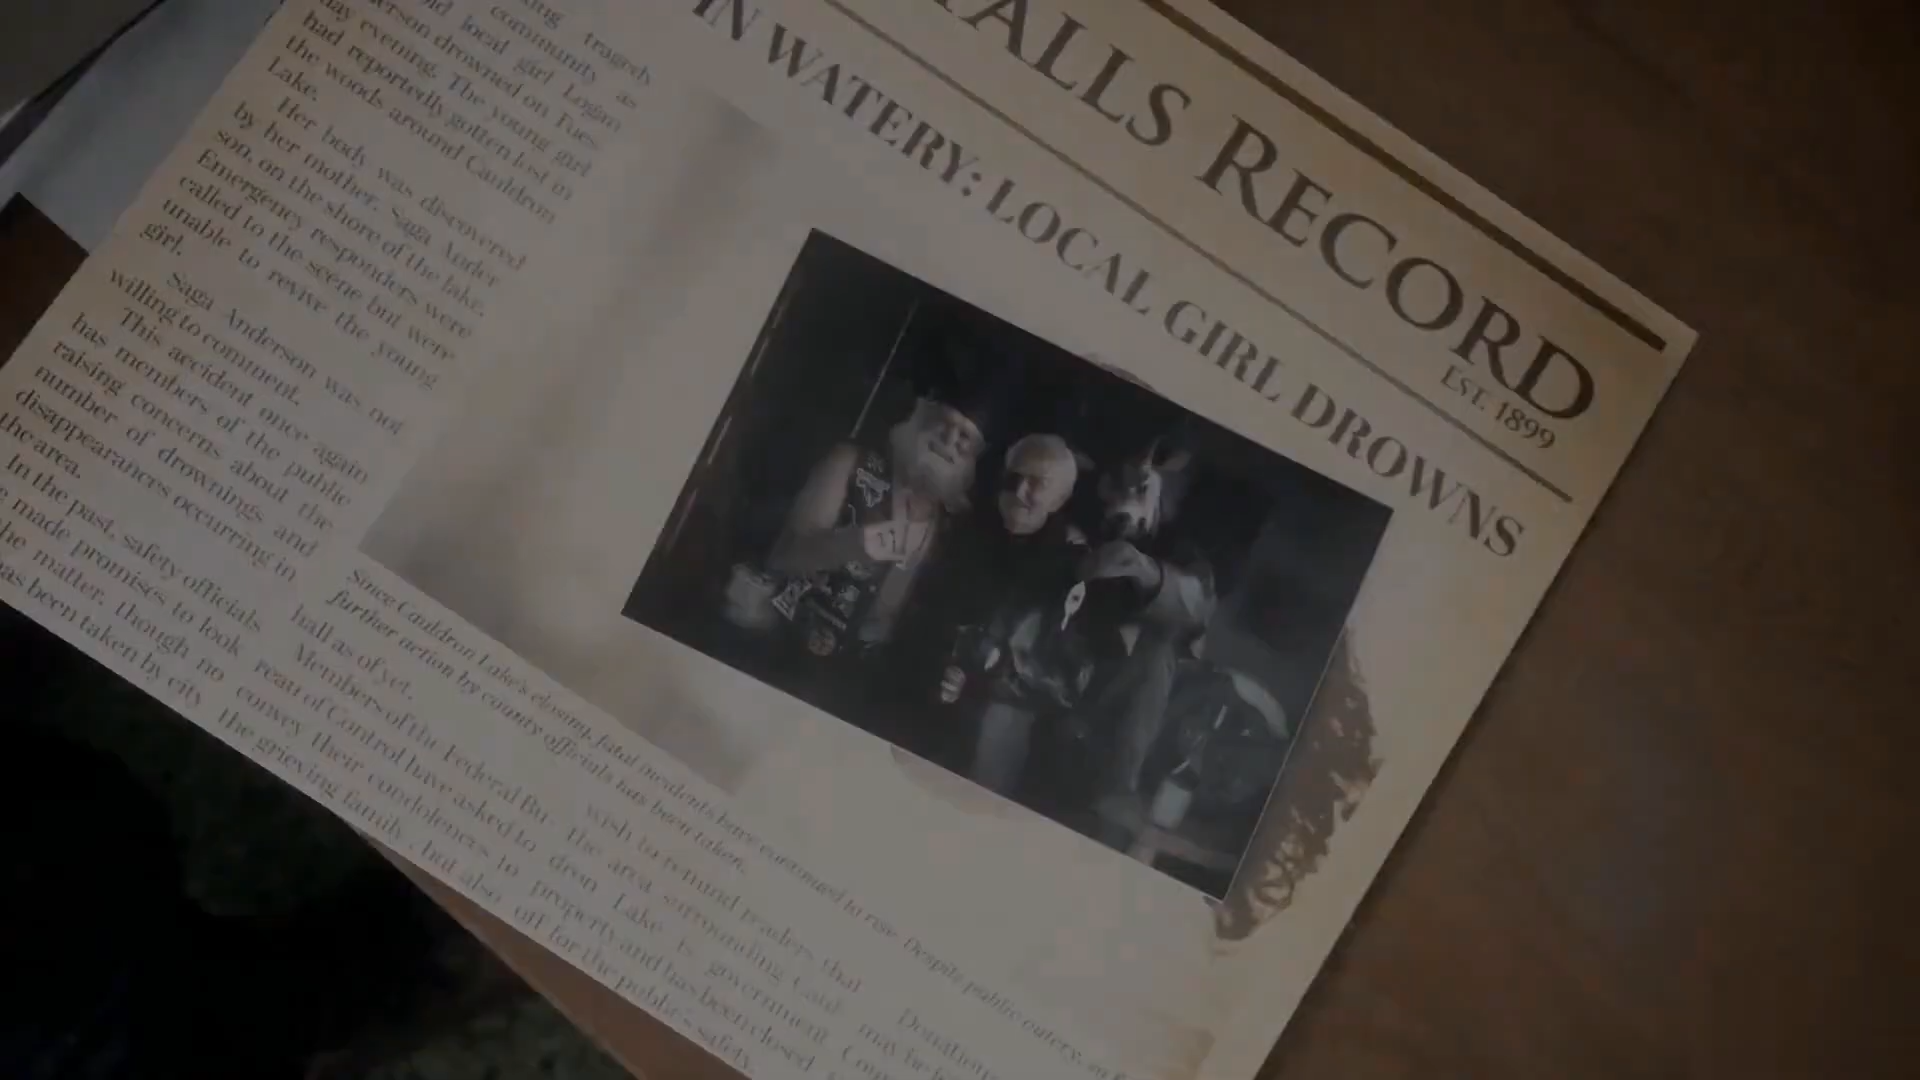 ALLS RECORD
EST. 1899
IN WATERY: LOCAL GIRL DROWNS
tragedy
community as
old local girl Logan
erson drowned on Tues-
day evening. The young girl
had reportedly gotten lost in
the woods around Cauldron
Lake.
Her body was discovered
by her mother, Saga Ander
son, on the shore of the lake.
Emergency responders were
called to the scene but were
unable to revive the young
girl.
Saga Anderson was not
willing to comment.
This accident once again
has members of the public
raising concerns about the
number of drownings and
disappearances occurring in
the area.
In the past, safety officials
made promises to look
he matter, though no
has been taken by city
hall as of yet.
Members of the Federal Bu-
reau of Control have asked to
convey their condolences to
the grieving family, but also
wish to remind readers that
the area surrounding Caul-
dron Lake is government
property and has been closed
off for the public's safety.
Donations
may be
Since Cauldron Lake's closing, fatal incidents have continued to rise. Despite public outcry, no
further action by county officials has been taken.